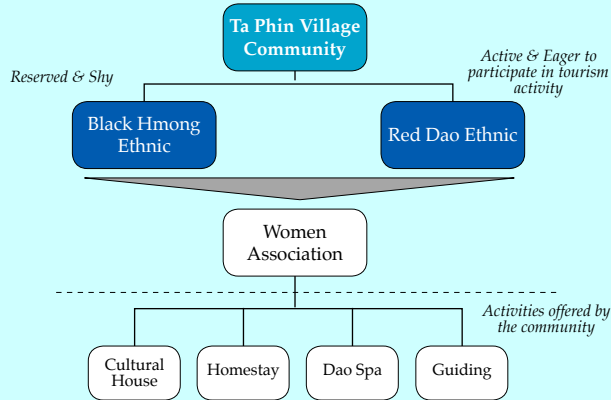 Ta Phin Village
Community
Reserved & Shy
Active & Eager to
participate in tourism
activity
Black Hmong
Ethnic
Red Dao Ethnic
Women
Association
Activities offered by
the community
Cultural
House
Homestay
Dao Spa
Guiding